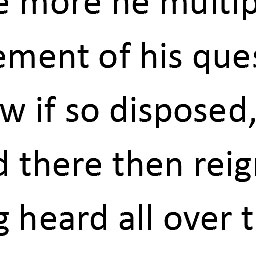 e more he multip
ement of his ques
w if so disposed,
d there then reig
g heard all over t